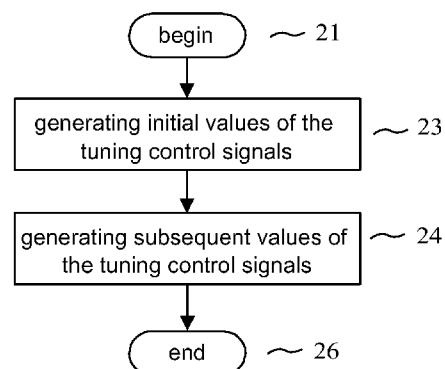 begin 21
generating initial values of the
tuning control signals 23
generating subsequent values of
the tuning control signals 24
end 26